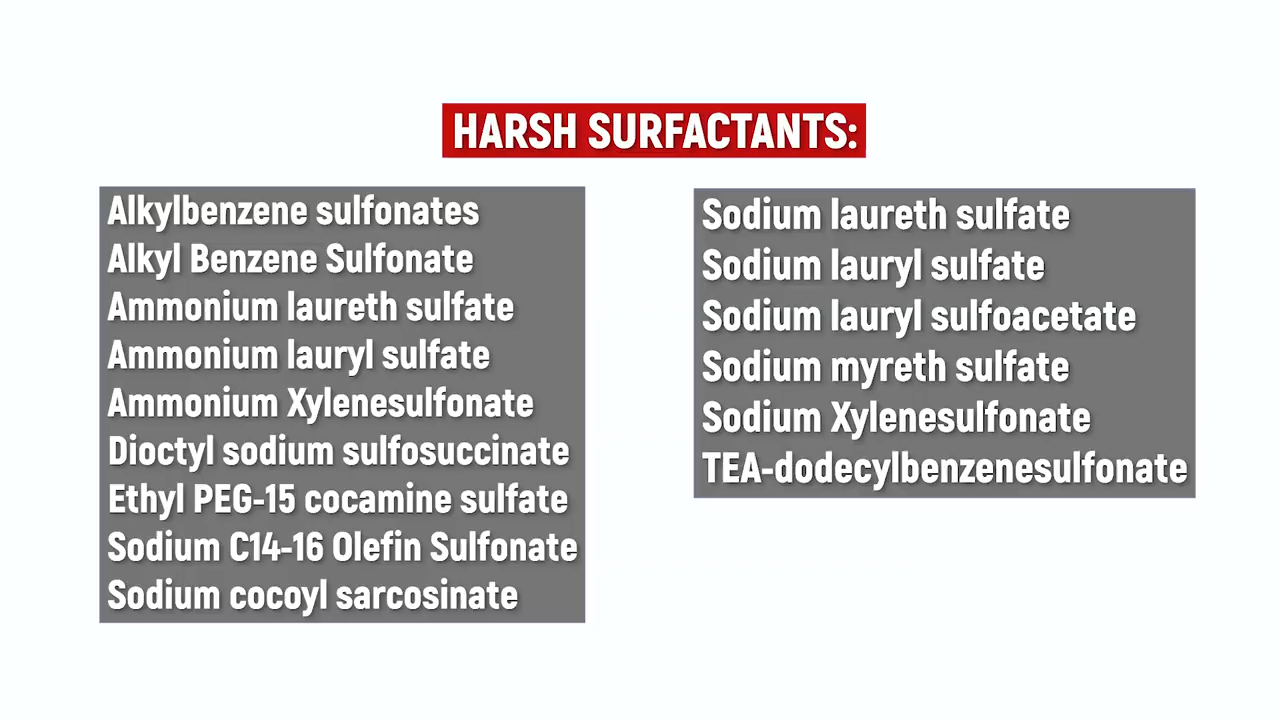 HARSH SURFACTANTS:
Alkylbenzene sulfonates
Alkyl Benzene Sulfonate
Ammonium laureth sulfate
Ammonium lauryl sulfate
Ammonium Xylenesulfonate
Dioctyl sodium sulfosuccinate
Ethyl PEG-15 cocamine sulfate
Sodium C14-16 Olefin Sulfonate
Sodium cocoyl sarcosinate
Sodium laureth sulfate
Sodium lauryl sulfate
Sodium lauryl sulfoacetate
Sodium myreth sulfate
Sodium Xylenesulfonate
TEA-dodecylbenzenesulfonate